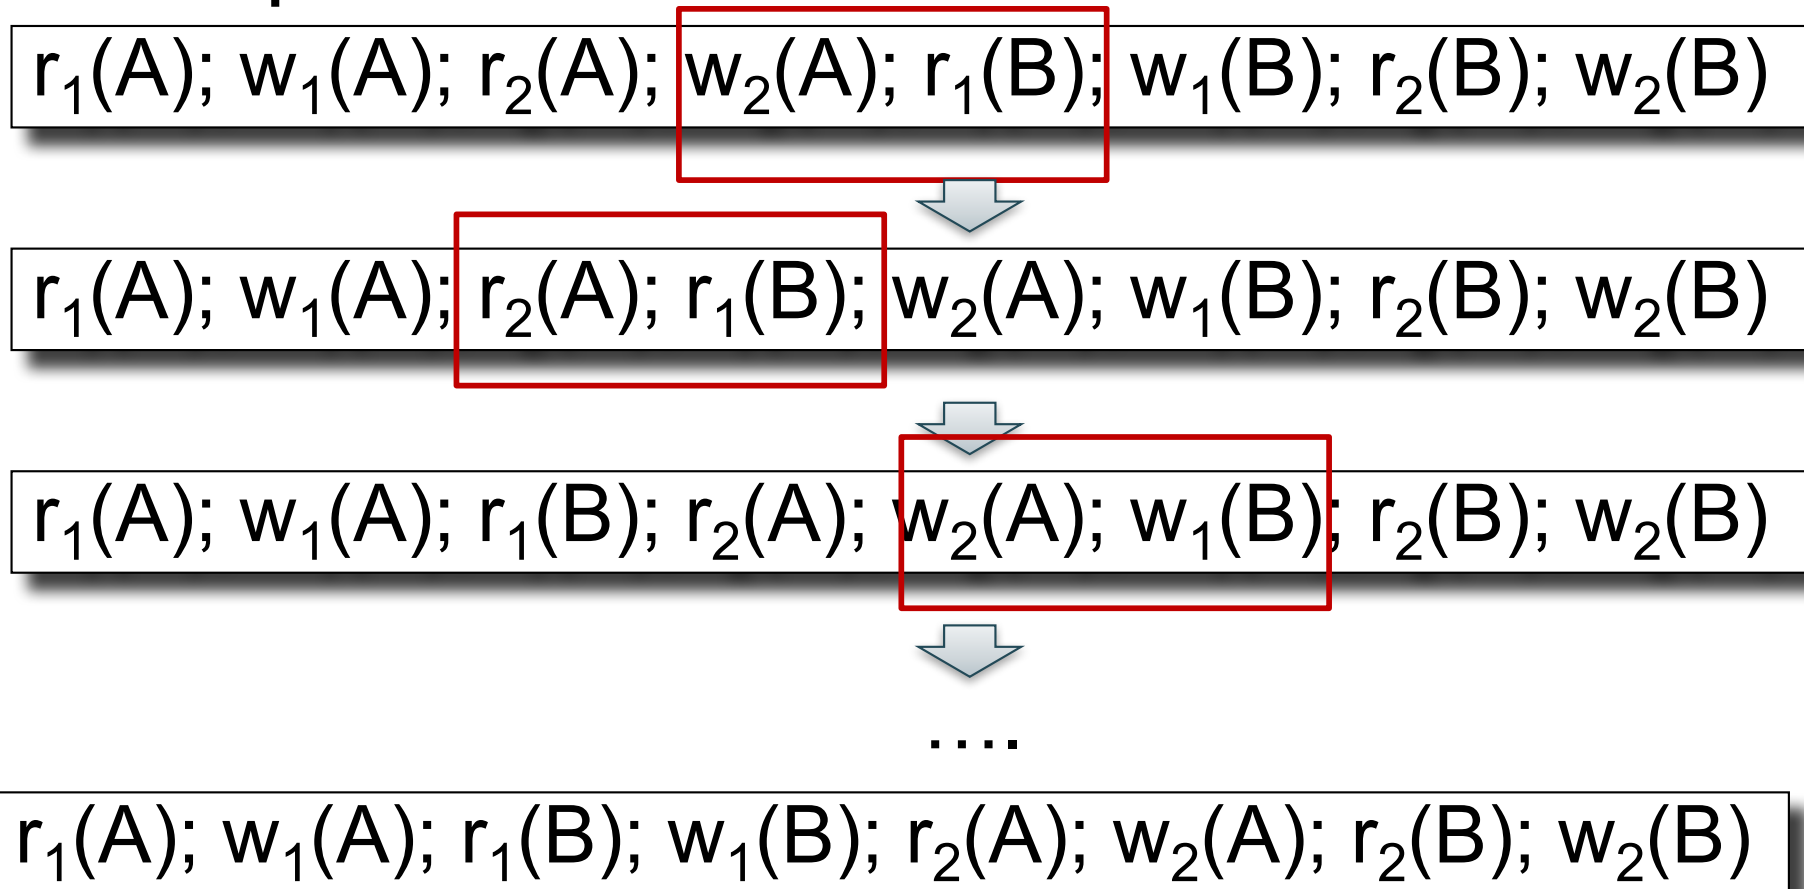 r₁(A); w₁(A); r₂(A); w₂(A); r₁(B); w₁(B); r₂(B); w₂(B)
r₁(A); w₁(A); r₂(A); r₁(B); w₂(A); w₁(B); r₂(B); w₂(B)
r₁(A); w₁(A); r₁(B); r₂(A); w₂(A); w₁(B); r₂(B); w₂(B)
....
r₁(A); w₁(A); r₁(B); w₁(B); r₂(A); w₂(A); r₂(B); w₂(B)